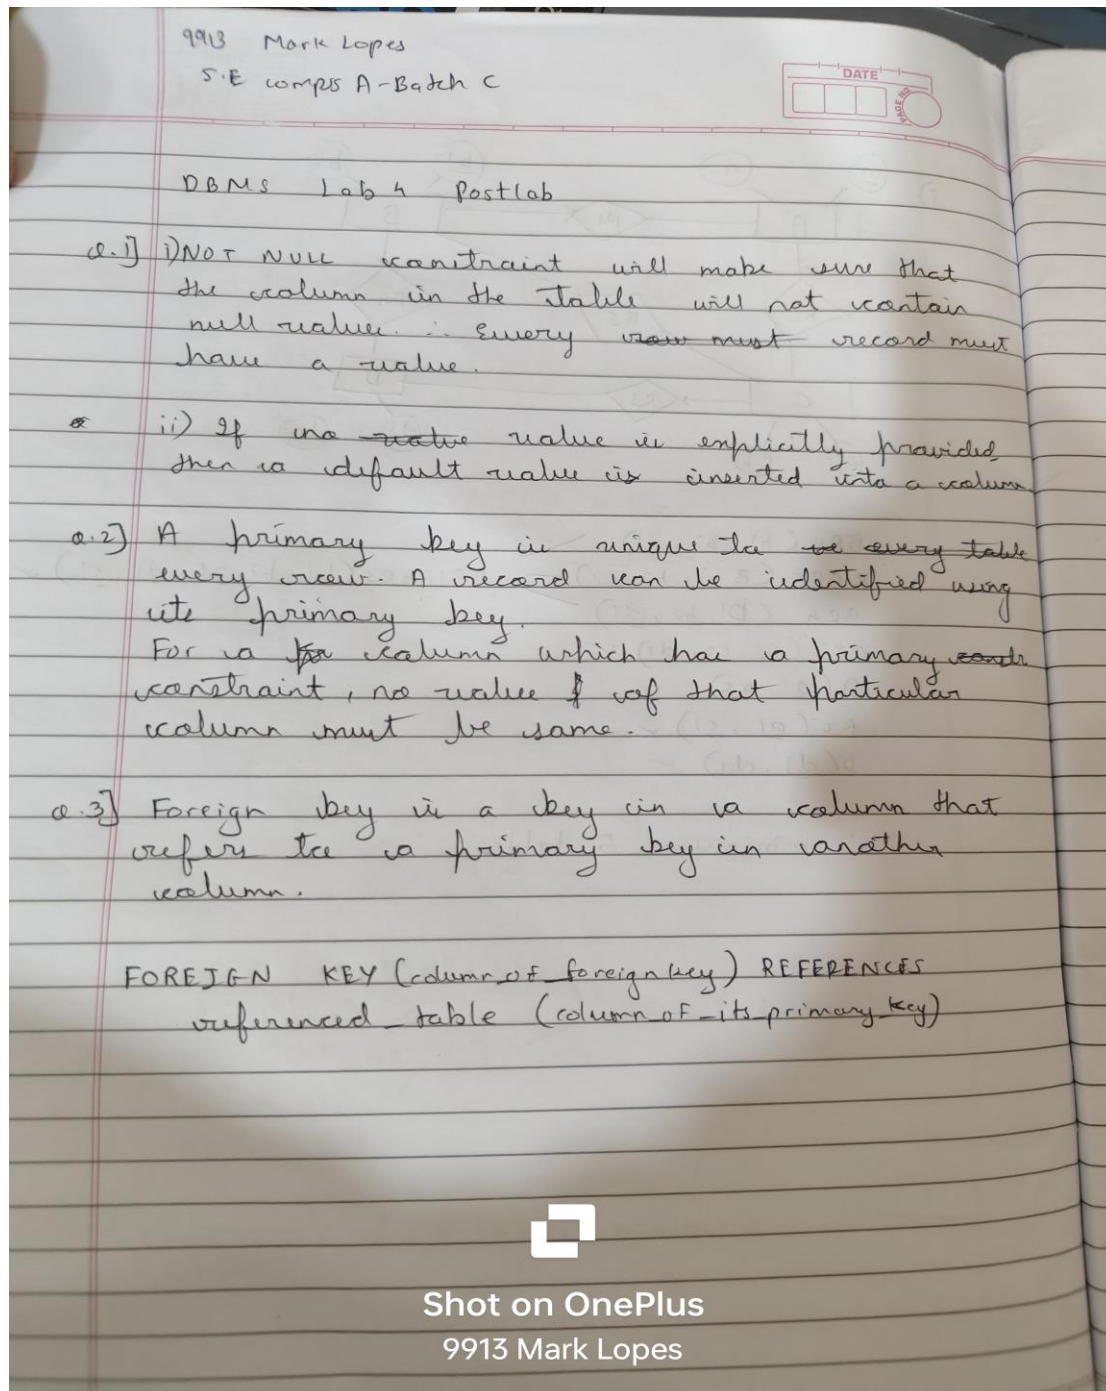 9913 Mark Lopes
S.E comps A-Batch C
DATE
PAGE NO
DBMS Lab 4 Postlab
Q.1] i) NOT NULL constraint will make sure that
the column in the table will not contain
null value. ∴ Every row must record must
have a value.
ii) If no value value is explicitly provided
then a default value is inserted into a column
Q.2] A primary key is unique to every table
every row. A record can be identified using
its primary key.
For a column which has a primary
constraint, no value of that particular
column must be same.
Q.3] Foreign key is a key in a column that
refers to a primary key in another
column.
FOREIGN KEY (column_of_foreign key) REFERENCES
referenced_table (column_of_its_primary_key)
Shot on OnePlus
9913 Mark Lopes